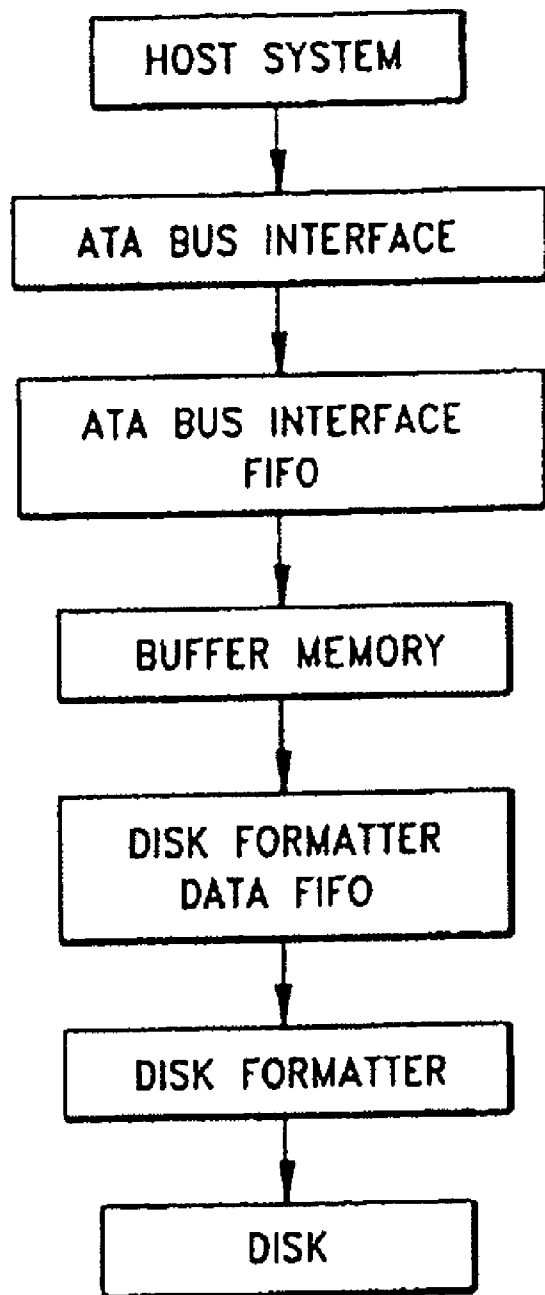 HOST SYSTEM
ATA BUS INTERFACE
ATA BUS INTERFACE
FIFO
BUFFER MEMORY
DISK FORMATTER
DATA FIFO
DISK FORMATTER
DISK